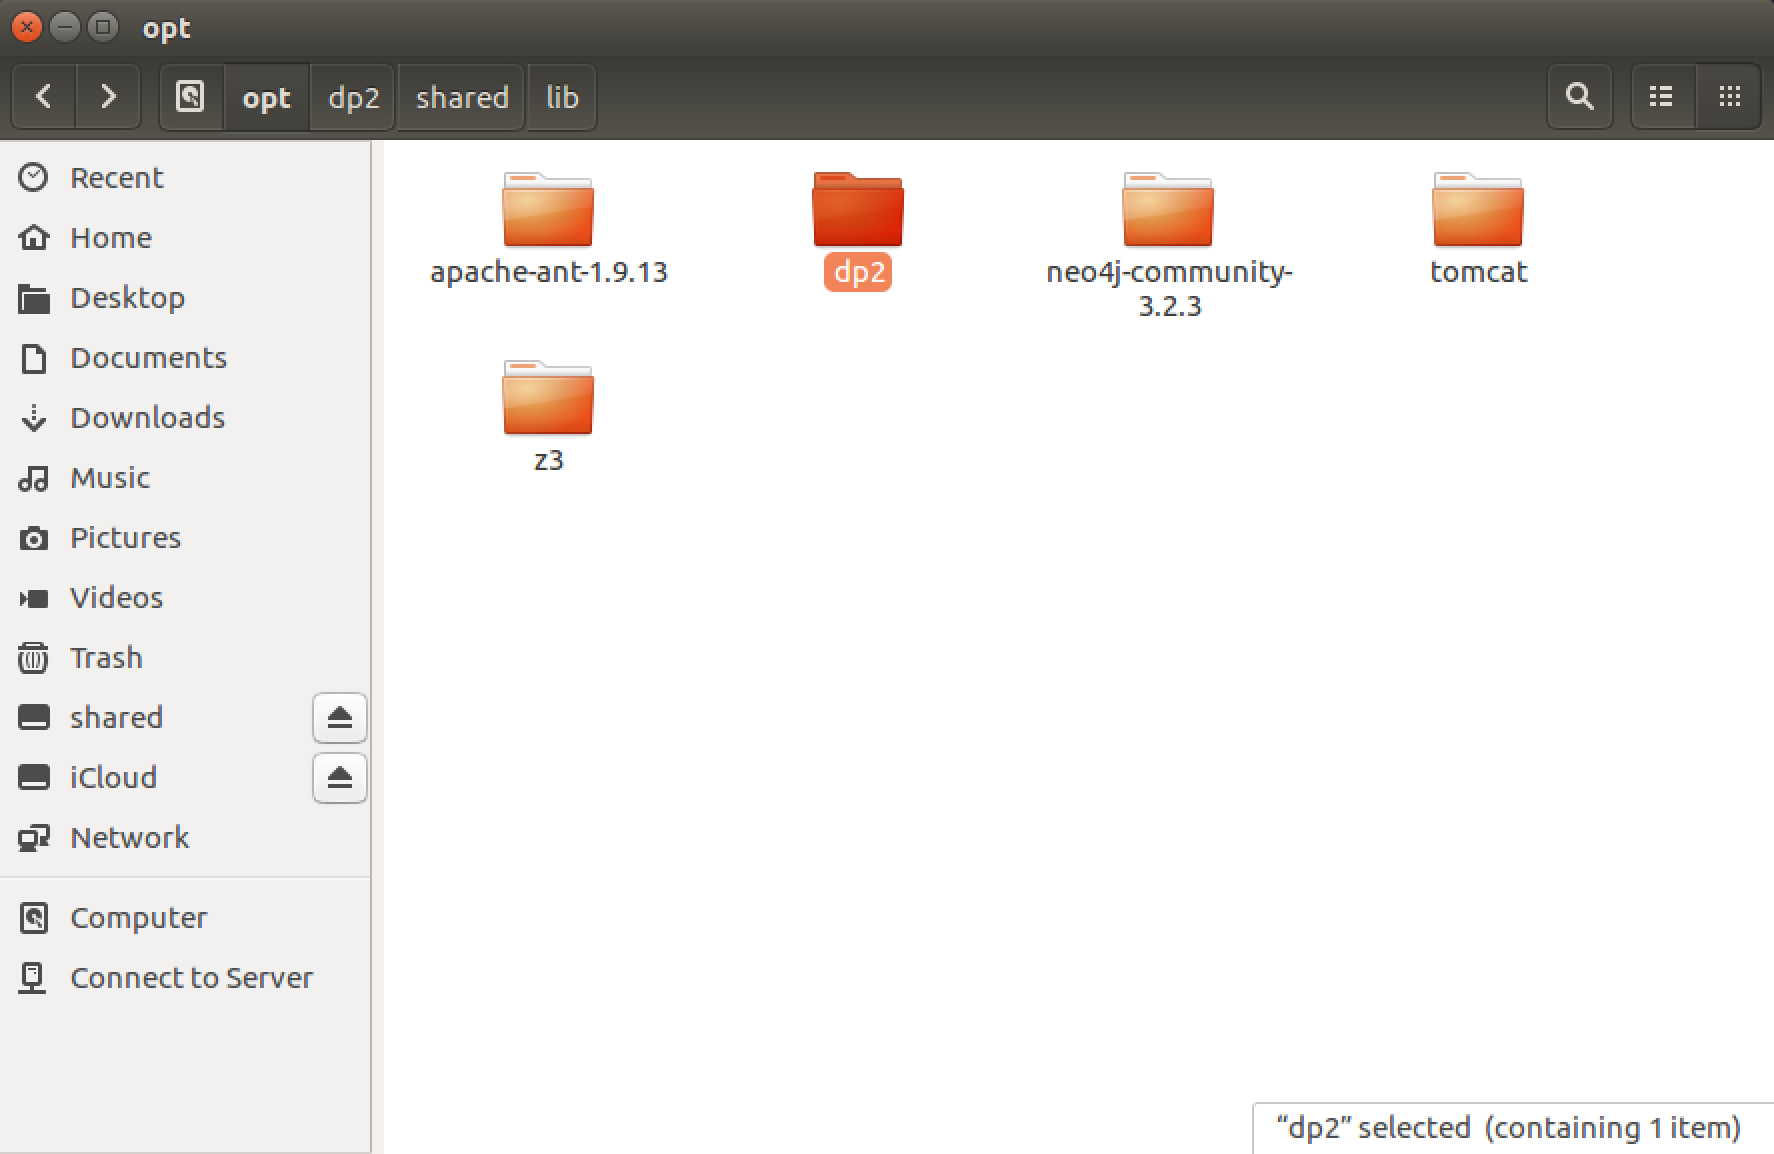 opt
opt dp2 shared lib
Recent
Home
Desktop
Documents
Downloads
Music
Pictures
Videos
Trash
shared
iCloud
Network
Computer
Connect to Server
apache-ant-1.9.13
dp2
neo4j-community-
3.2.3
tomcat
z3
“dp2” selected (containing 1 item)